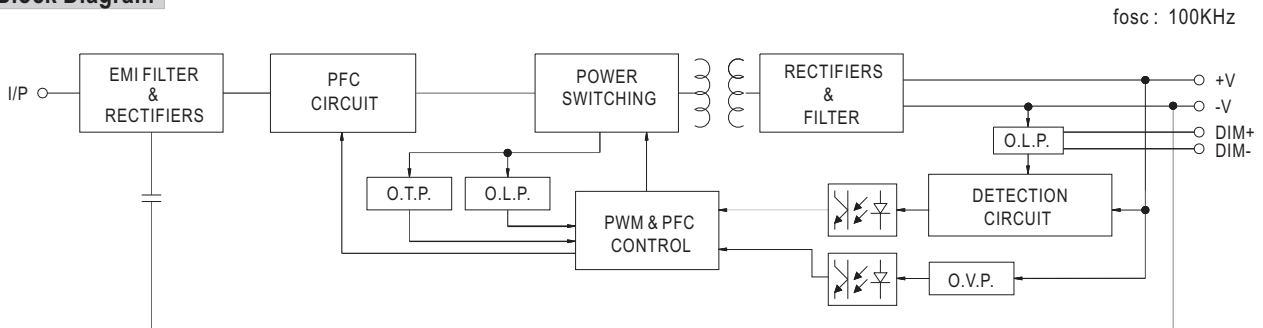 Block Diagram
fosc : 100KHz
I/P
EMI FILTER
&
RECTIFIERS
PFC
CIRCUIT
POWER
SWITCHING
RECTIFIERS
&
FILTER
+V
-V
DIM+
DIM-
O.L.P.
O.T.P.
O.L.P.
PWM & PFC
CONTROL
DETECTION
CIRCUIT
O.V.P.